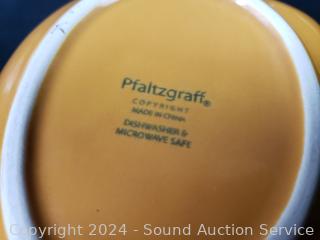 Pfaltzgraff®
COPYRIGHT
MADE IN CHINA
DISHWASHER &
MICROWAVE SAFE
Copyright 2024 - Sound Auction Service